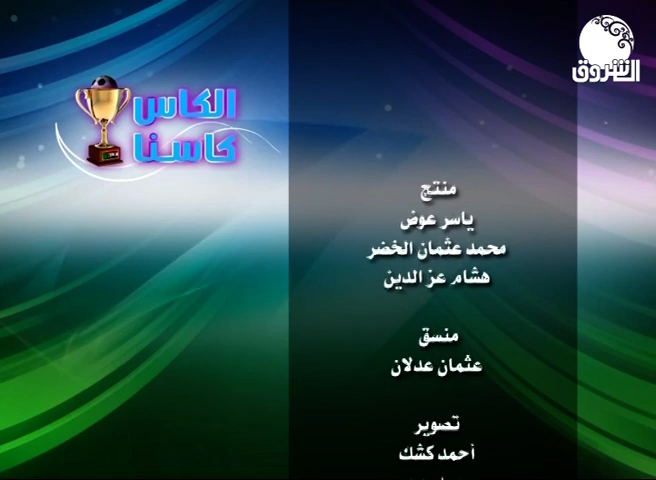 الشروق
الكاس
كاسنا
منتج
ياسر عوض
محمد عثمان الخضر
هشام عز الدين
منسق
عثمان عدلان
تصوير
أحمد كشك